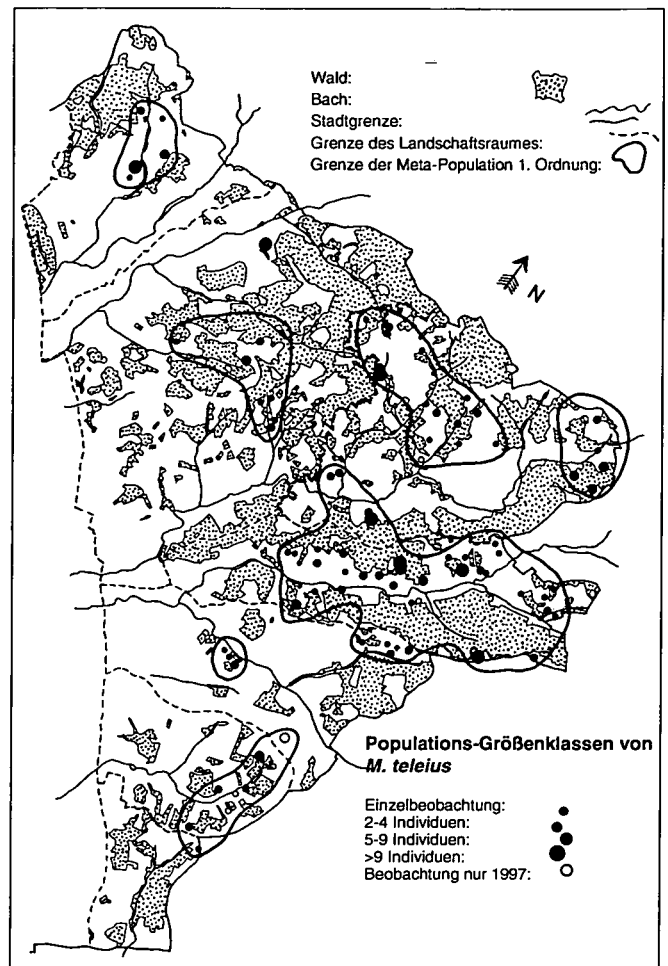 Wald:
Bach:
Stadtgrenze:
Grenze des Landschaftsraumes:
Grenze der Meta-Population 1. Ordnung:
N
Populations-Größenklassen von
M. teleius
Einzelbeobachtung:
2-4 Individuen:
5-9 Individuen:
>9 Individuen:
Beobachtung nur 1997: